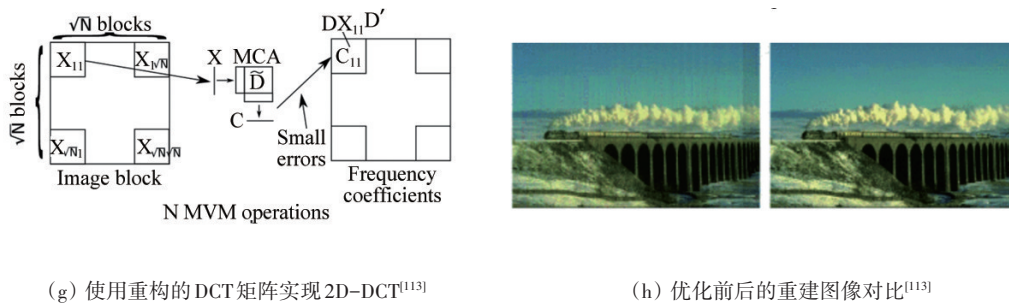 √N blocks
DX₁₁D′
√N blocks
X₁₁
X₁√N
X
MCA
D̃
C₁₁
C
X√N1
X√N√N
Small
errors
Image block
Frequency
coefficients
N MVM operations
(g) 使用重构的DCT矩阵实现2D-DCT[113]
(h) 优化前后的重建图像对比[113]